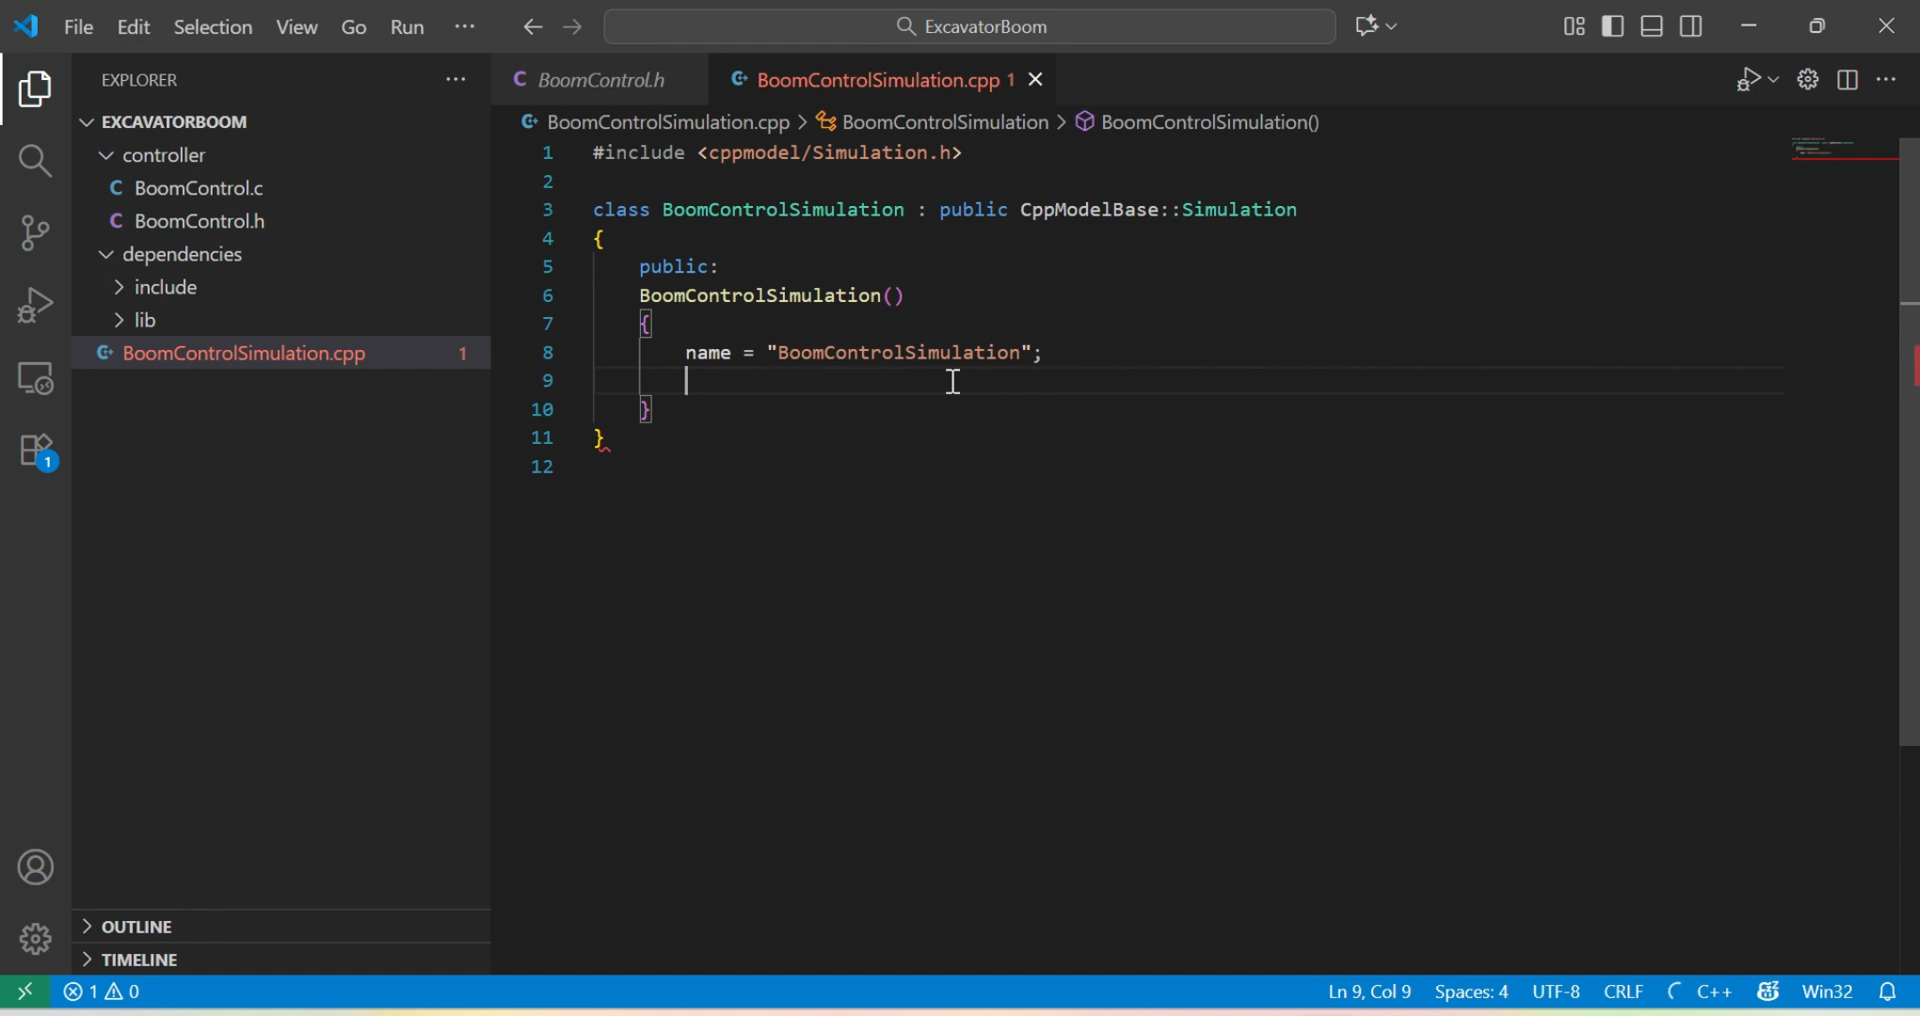 File Edit Selection View Go Run ··· ExcavatorBoom
EXPLORER ···
EXCAVATORBOOM
controller
BoomControl.c
BoomControl.h
dependencies
include
lib
BoomControlSimulation.cpp 1
1
OUTLINE
TIMELINE
BoomControl.h BoomControlSimulation.cpp 1
BoomControlSimulation.cpp > BoomControlSimulation > BoomControlSimulation()
1 #include <cppmodel/Simulation.h>
2
3 class BoomControlSimulation : public CppModelBase::Simulation
4 {
5 public:
6 BoomControlSimulation()
7 {
8 name = "BoomControlSimulation";
9
10 }
11 }
12
1 0 Ln 9, Col 9 Spaces: 4 UTF-8 CRLF C++ Win32